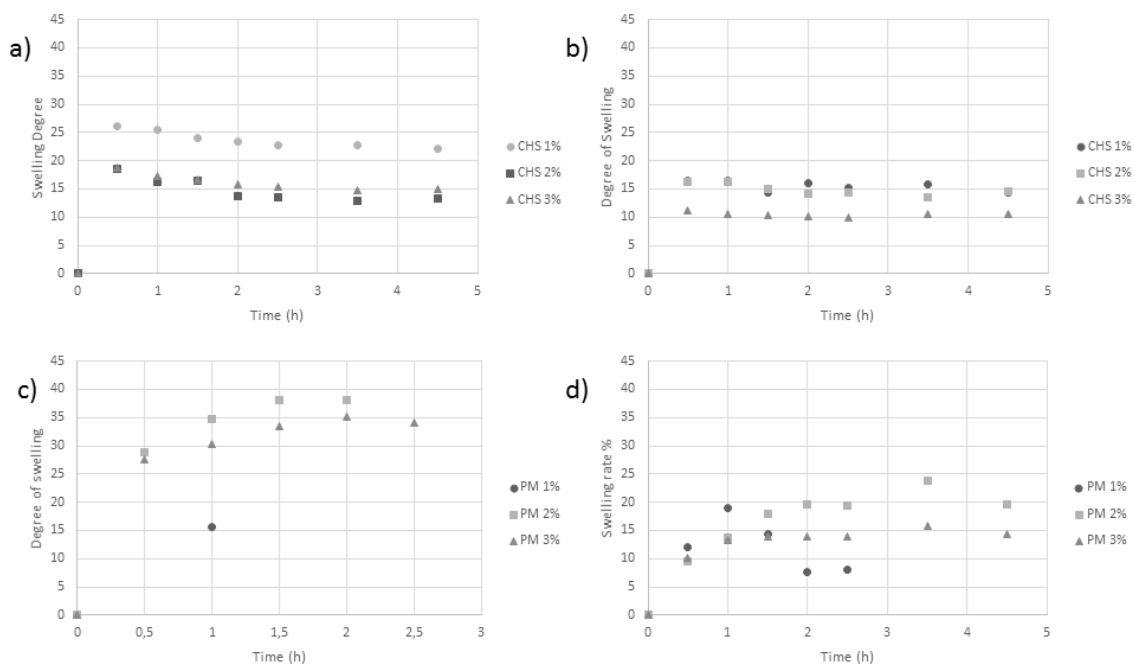 a)
45
40
35
30
25
20
15
10
5
0
Swelling Degree
0 1 2 3 4 5
Time (h)
CHS 1%
CHS 2%
CHS 3%
b)
45
40
35
30
25
20
15
10
5
0
Degree of Swelling
0 1 2 3 4 5
Time (h)
CHS 1%
CHS 2%
CHS 3%
c)
45
40
35
30
25
20
15
10
5
0
Degree of swelling
0 0,5 1 1,5 2 2,5 3
Time (h)
PM 1%
PM 2%
PM 3%
d)
45
40
35
30
25
20
15
10
5
0
Swelling rate %
0 1 2 3 4 5
Time (h)
PM 1%
PM 2%
PM 3%